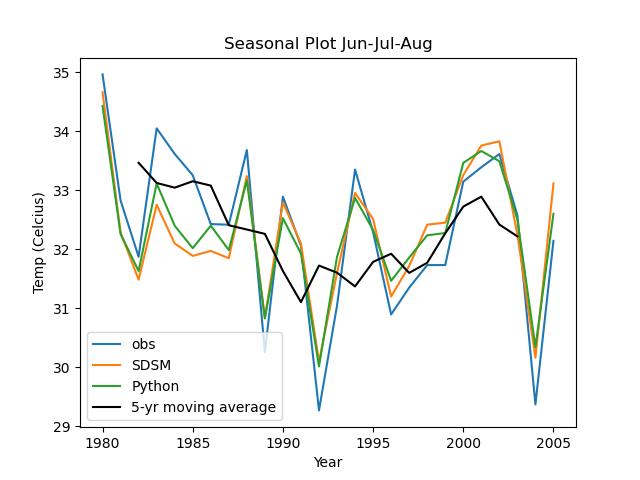 Seasonal Plot Jun-Jul-Aug
35
34
33
32
31
30
29
Temp (Celcius)
obs
SDSM
Python
5-yr moving average
1980 1985 1990 1995 2000 2005
Year